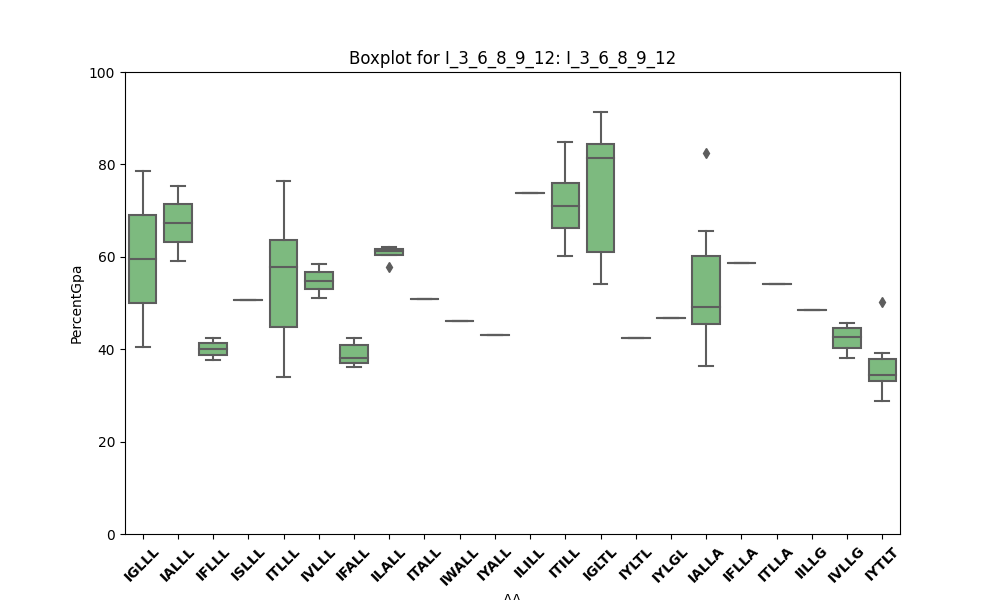 Boxplot for I_3_6_8_9_12: I_3_6_8_9_12
100
80
60
40
20
0
PercentGpa
IGLLL IALLL IFLLL ISLLL ITLLL IVLLL IFALL ILALL ITALL IWALL IYALL ILILL ITILL IGLTL IYLTL IYLGL IALLA IFLLA ITLLA IILLG IVLLG IYTLT
AA